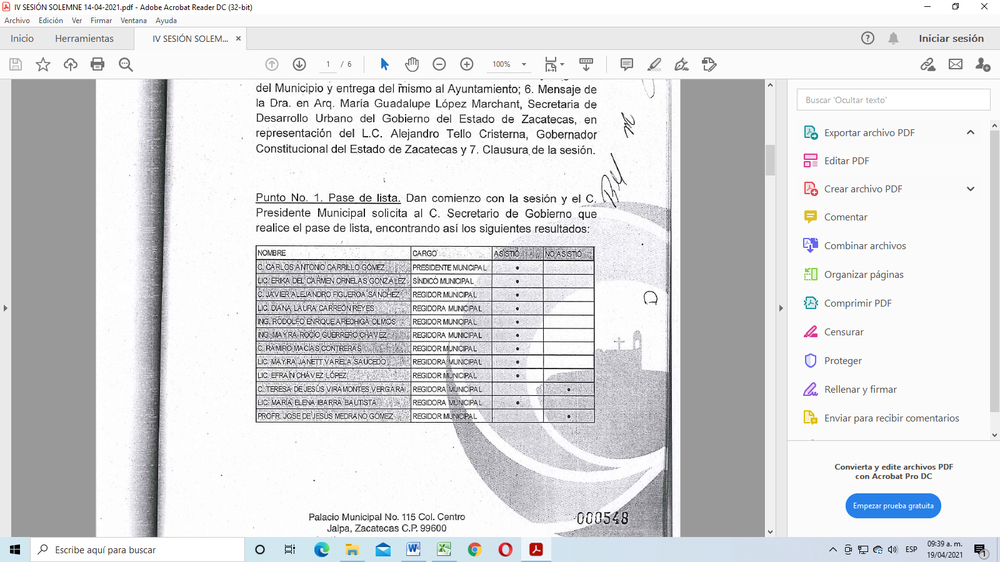 IV SESIÓN SOLEMNE 14-04-2021.pdf - Adobe Acrobat Reader DC (32-bit)
Archivo Edición Ver Firmar Ventana Ayuda
Inicio Herramientas IV SESIÓN SOLEM... Iniciar sesión
1 / 6 100%
del Municipio y entrega del mismo al Ayuntamiento; 6. Mensaje de
la Dra. en Arq. María Guadalupe López Marchant, Secretaria de
Desarrollo Urbano del Gobierno del Estado de Zacatecas, en
representación del L.C. Alejandro Tello Cristerna, Gobernador
Constitucional del Estado de Zacatecas y 7. Clausura de la sesión.
Punto No. 1. Pase de lista. Dan comienzo con la sesión y el C.
Presidente Municipal solicita al C. Secretario de Gobierno que
realice el pase de lista, encontrando así los siguientes resultados:
NOMBRE CARGO ASISTIÓ NO ASISTIÓ
C. CARLOS ANTONIO CARRILLO GÓMEZ PRESIDENTE MUNICIPAL •
LIC. ERIKA DEL CARMEN ORNELAS GONZÁLEZ SÍNDICO MUNICIPAL •
C. JAVIER ALEJANDRO FIGUEROA SÁNCHEZ REGIDOR MUNICIPAL •
LIC. DIANA LAURA CARREÓN REYES REGIDORA MUNICIPAL •
ING. RODOLFO ENRIQUE ARECHIGA OLMOS REGIDOR MUNICIPAL •
ING. MAYRA ROCÍO GUERRERO CHÁVEZ REGIDORA MUNICIPAL •
C. RAMIRO MACÍAS CONTRERAS REGIDOR MUNICIPAL •
LIC. MAYRA JANETT VARELA SAUCEDO REGIDORA MUNICIPAL •
LIC. EFRAÍN CHÁVEZ LÓPEZ REGIDOR MUNICIPAL •
C. TERESA DE JESÚS VIRAMONTES VERGARA REGIDORA MUNICIPAL •
LIC. MARÍA ELENA IBARRA BAUTISTA REGIDORA MUNICIPAL •
PROFR. JOSÉ DE JESÚS MEDRANO GÓMEZ REGIDOR MUNICIPAL •
Palacio Municipal No. 115 Col. Centro
Jalpa, Zacatecas C.P. 99600
000548
Buscar 'Ocultar texto'
Exportar archivo PDF
Editar PDF
Crear archivo PDF
Comentar
Combinar archivos
Organizar páginas
Comprimir PDF
Censurar
Proteger
Rellenar y firmar
Enviar para recibir comentarios
Convierta y edite archivos PDF
con Acrobat Pro DC
Empezar prueba gratuita
Escribe aquí para buscar
ESP
09:39 a. m.
19/04/2021
1